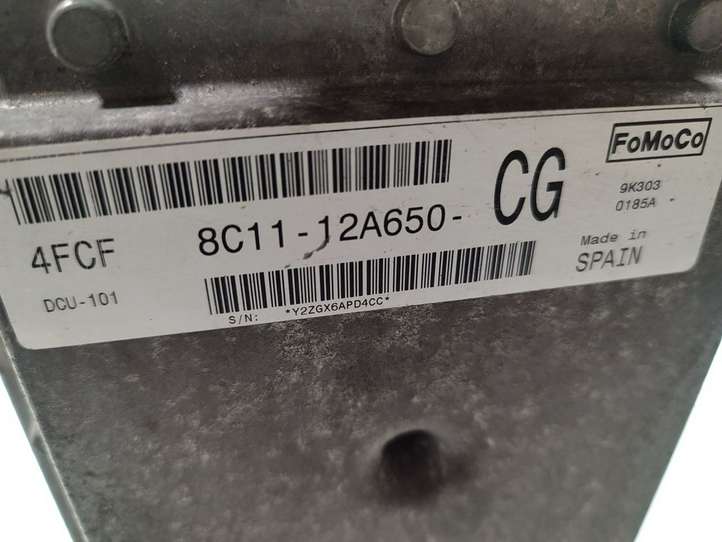 FoMoCo
4FCF 8C11-12A650- CG
9K303
0185A
DCU-101
Made in
SPAIN
S/N: *Y2ZGX6APD4CC*